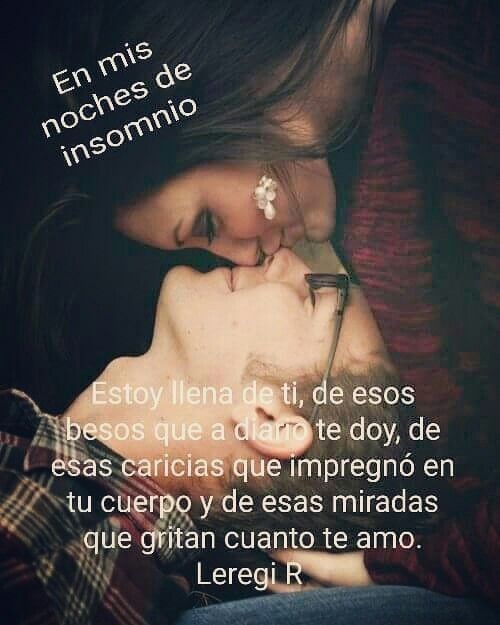 En mis
noches de
insomnio
Estoy llena de ti, de esos
besos que a diario te doy, de
esas caricias que impregnó en
tu cuerpo y de esas miradas
que gritan cuanto te amo.
Leregi R